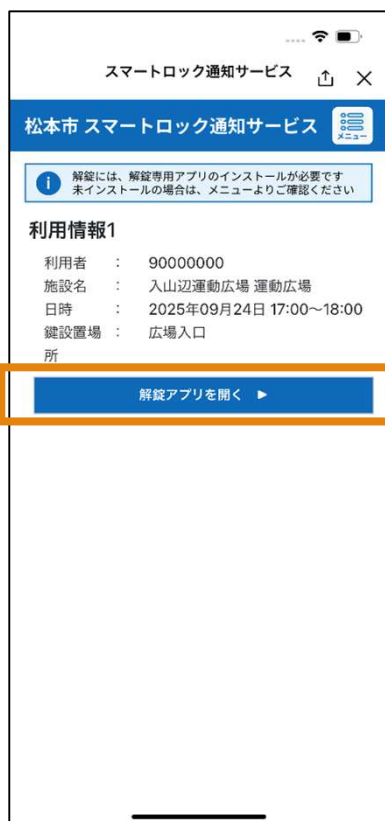 スマートロック通知サービス
松本市 スマートロック通知サービス
メニュー
解錠には、解錠専用アプリのインストールが必要です
未インストールの場合は、メニューよりご確認ください
利用情報1
利用者 : 90000000
施設名 : 入山辺運動広場 運動広場
日時 : 2025年09月24日 17:00~18:00
鍵設置場 : 広場入口
所
解錠アプリを開く ▶